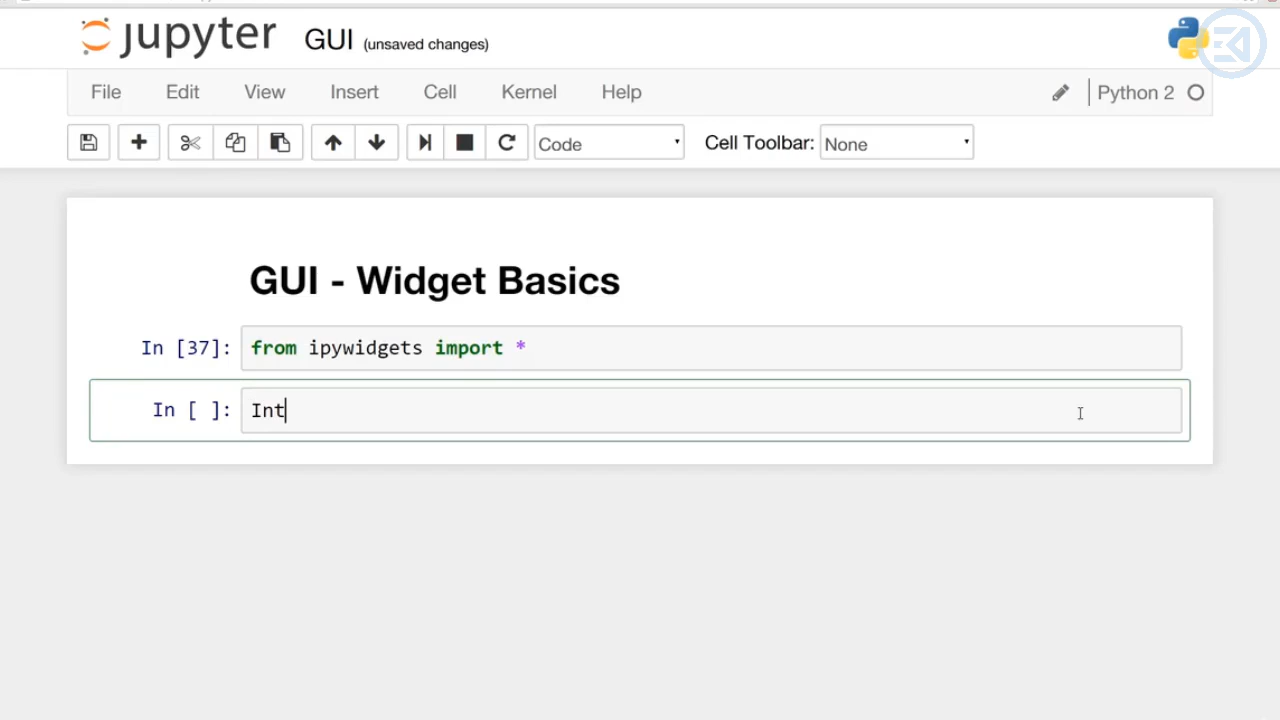 jupyter GUI (unsaved changes)
File Edit View Insert Cell Kernel Help Python 2
Code Cell Toolbar: None
GUI - Widget Basics
In [37]: from ipywidgets import *
In [ ]: Int